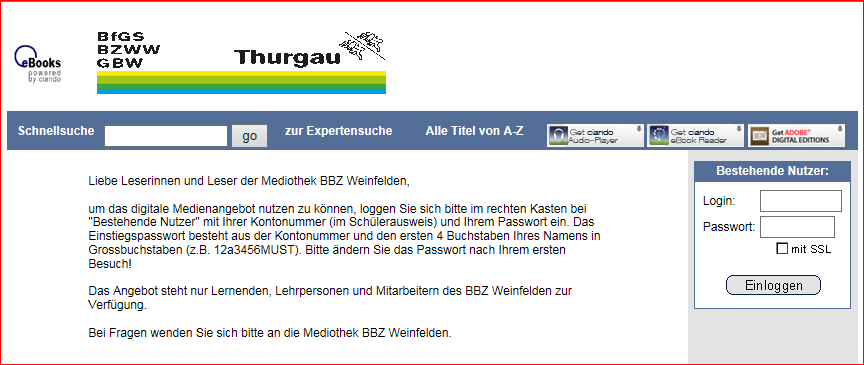 eBooks
powered
by ciando
BfGS
BZWW
GBW
Thurgau
Schnellsuche
go
zur Expertensuche
Alle Titel von A-Z
Get ciando
Audio-Player
Get ciando
eBook Reader
Get ADOBE®
DIGITAL EDITIONS
Liebe Leserinnen und Leser der Mediothek BBZ Weinfelden,
um das digitale Medienangebot nutzen zu können, loggen Sie sich bitte im rechten Kasten bei
"Bestehende Nutzer" mit Ihrer Kontonummer (im Schülerausweis) und Ihrem Passwort ein. Das
Einstiegspasswort besteht aus der Kontonummer und den ersten 4 Buchstaben Ihres Namens in
Grossbuchstaben (z.B. 12a3456MUST). Bitte ändern Sie das Passwort nach Ihrem ersten
Besuch!
Das Angebot steht nur Lernenden, Lehrpersonen und Mitarbeitern des BBZ Weinfelden zur
Verfügung.
Bei Fragen wenden Sie sich bitte an die Mediothek BBZ Weinfelden.
Bestehende Nutzer:
Login:
Passwort:
mit SSL
Einloggen